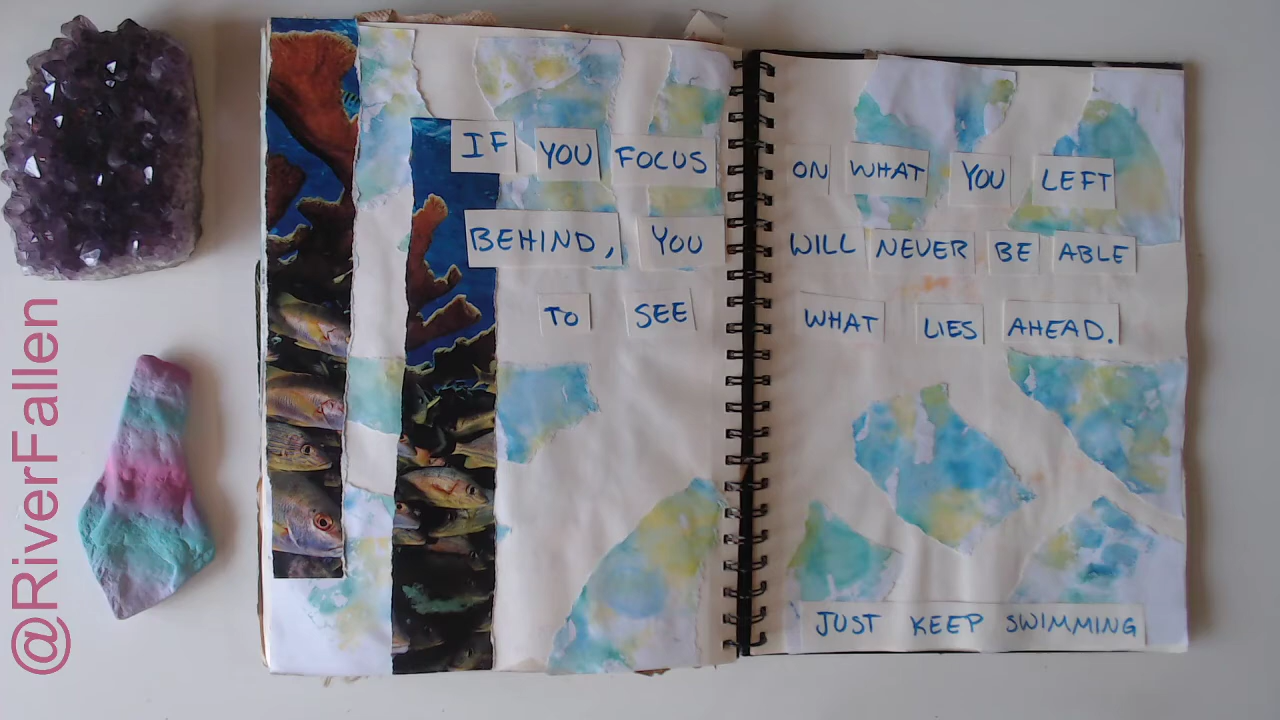 IF YOU FOCUS ON WHAT YOU LEFT
BEHIND, YOU WILL NEVER BE ABLE
TO SEE WHAT LIES AHEAD.
JUST KEEP SWIMMING
@RiverFallen